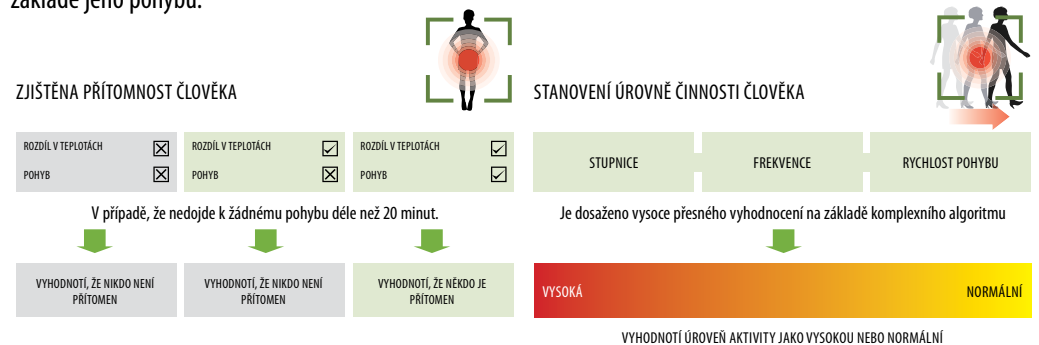 základě jeho pohybu.
ZJIŠTĚNA PŘÍTOMNOST ČLOVĚKA
ROZDÍL V TEPLOTÁCH
POHYB
ROZDÍL V TEPLOTÁCH
POHYB
ROZDÍL V TEPLOTÁCH
POHYB
V případě, že nedojde k žádnému pohybu déle než 20 minut.
VYHODNOTÍ, ŽE NIKDO NENÍ
PŘÍTOMEN
VYHODNOTÍ, ŽE NIKDO NENÍ
PŘÍTOMEN
VYHODNOTÍ, ŽE NĚKDO JE
PŘÍTOMEN
STANOVENÍ ÚROVNĚ ČINNOSTI ČLOVĚKA
STUPNICE
FREKVENCE
RYCHLOST POHYBU
Je dosaženo vysoce přesného vyhodnocení na základě komplexního algoritmu
VYSOKÁ
NORMÁLNÍ
VYHODNOTÍ ÚROVEŇ AKTIVITY JAKO VYSOKOU NEBO NORMÁLNÍ